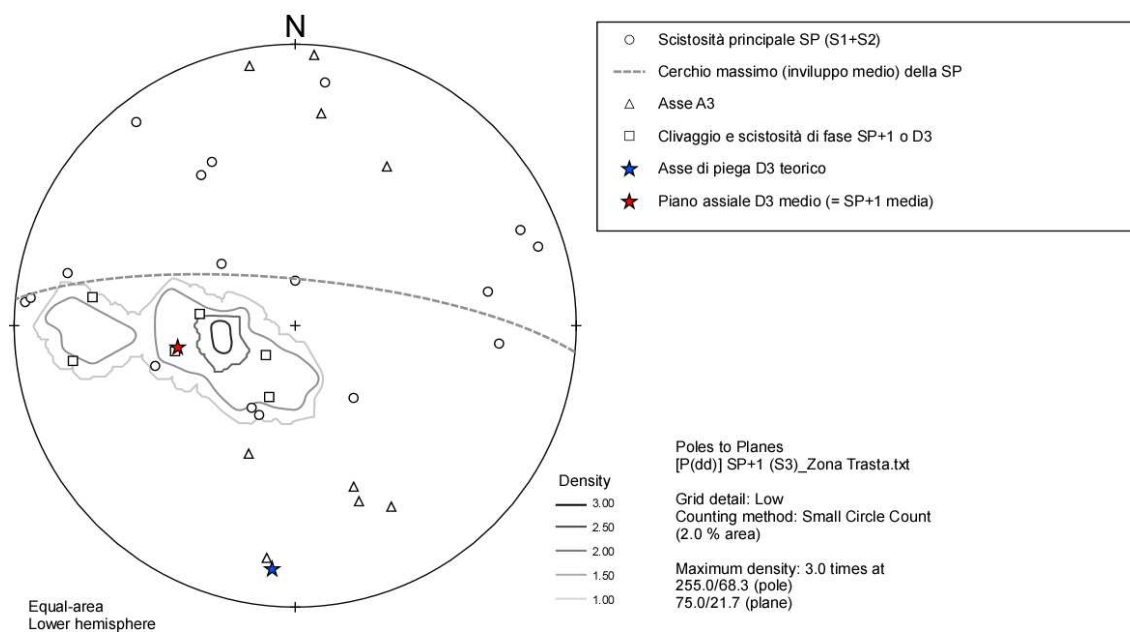 N
Scistosità principale SP (S1+S2)
Cerchio massimo (inviluppo medio) della SP
Asse A3
Clivaggio e scistosità di fase SP+1 o D3
Asse di piega D3 teorico
Piano assiale D3 medio (= SP+1 media)
Density
3.00
2.50
2.00
1.50
1.00
Poles to Planes
[P(dd)] SP+1 (S3)_Zona Trasta.txt
Grid detail: Low
Counting method: Small Circle Count
(2.0 % area)
Maximum density: 3.0 times at
255.0/68.3 (pole)
75.0/21.7 (plane)
Equal-area
Lower hemisphere